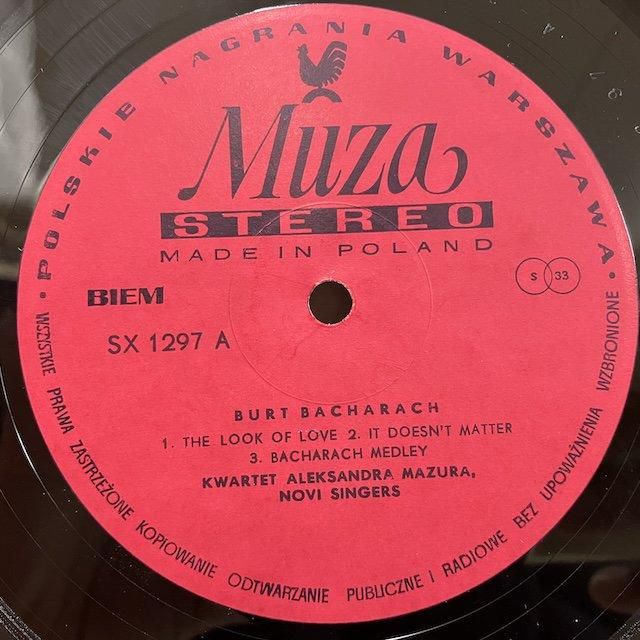 POLSKIE NAGRANIA WARSZAWA
Muza
STEREO
MADE IN POLAND
BIEM
S 33
SX 1297 A
BURT BACHARACH
1. THE LOOK OF LOVE 2. IT DOESN'T MATTER
3. BACHARACH MEDLEY
KWARTET ALEKSANDRA MAZURA,
NOVI SINGERS
WSZYSTKIE PRAWA ZASTRZEŻONE KOPIOWANIE ODTWARZANIE PUBLICZNE I RADIOWE BEZ UPOWAŻNIENIA WZBRONIONE